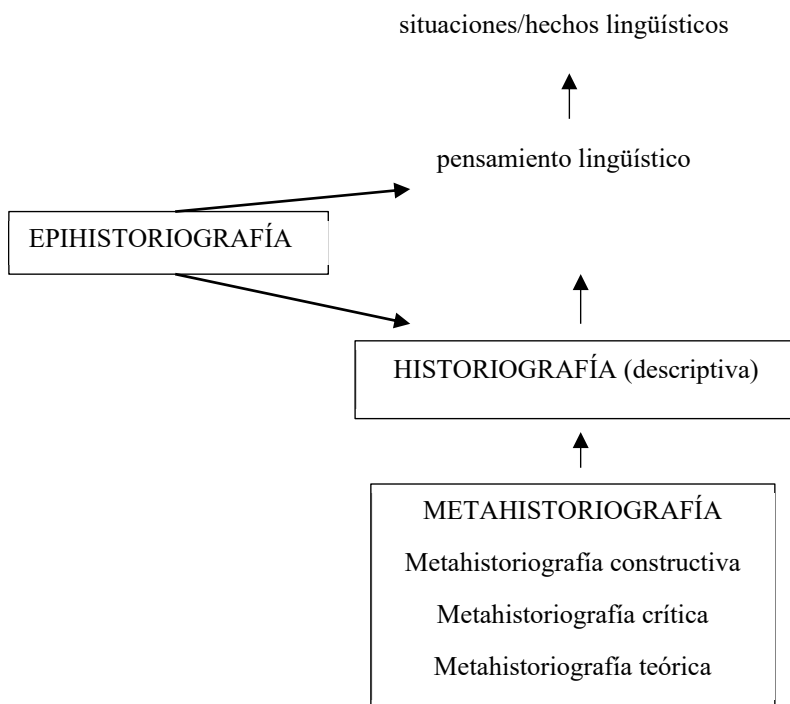 situaciones/hechos lingüísticos
pensamiento lingüístico
EPIHISTORIOGRAFÍA
HISTORIOGRAFÍA (descriptiva)
METAHISTORIOGRAFÍA
Metahistoriografía constructiva
Metahistoriografía crítica
Metahistoriografía teórica